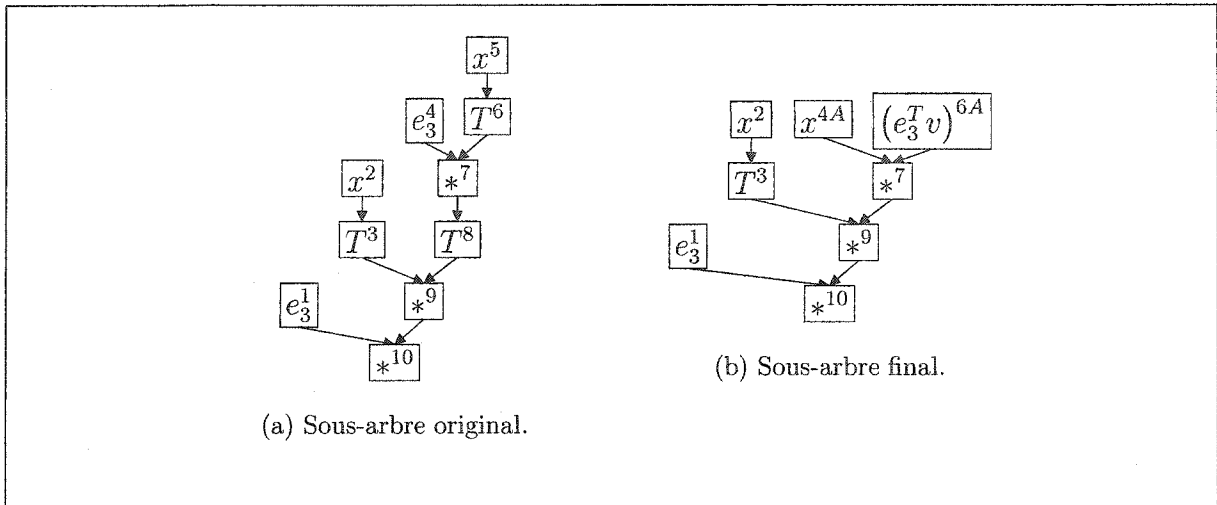 x^5
e_3^4 T^6
x^2 *^7
T^3 T^8
e_3^1 *^9
*^10
(a) Sous-arbre original.
x^2 x^{4A} (e_3^T v)^{6A}
T^3 *^7
e_3^1 *^9
*^10
(b) Sous-arbre final.